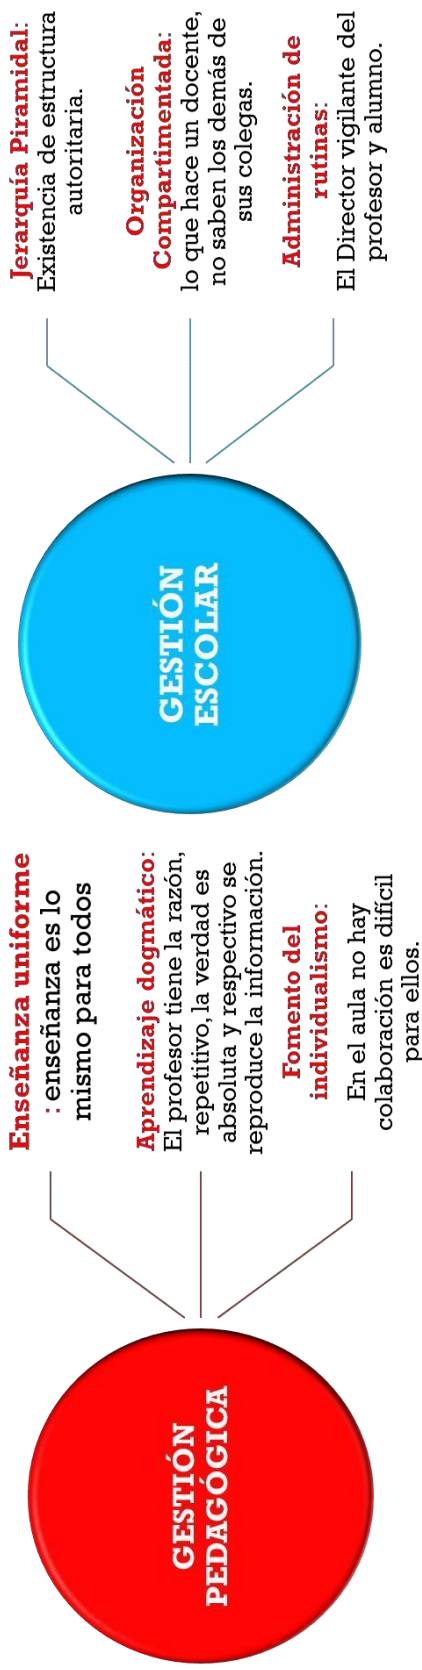 GESTIÓN
PEDAGÓGICA
Enseñanza uniforme
: enseñanza es lo
mismo para todos
Aprendizaje dogmático:
El profesor tiene la razón,
repetitivo, la verdad es
absoluta y respectivo se
reproduce la información.
Fomento del
individualismo:
En el aula no hay
colaboración es difícil
para ellos.
GESTIÓN
ESCOLAR
Jerarquía Piramidal:
Existencia de estructura
autoritaria.
Organización
Compartimentada:
lo que hace un docente,
no saben los demás de
sus colegas.
Administración de
rutinas:
El Director vigilante del
profesor y alumno.